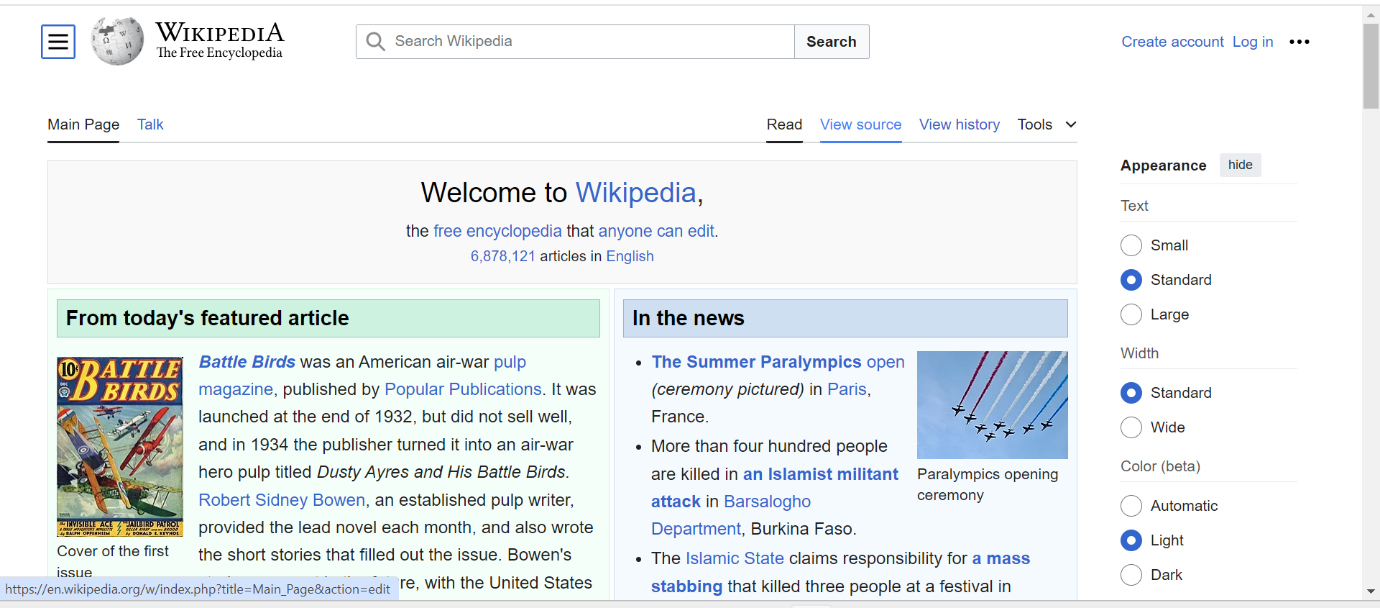 WIKIPEDIA
The Free Encyclopedia
Search Wikipedia
Search
Create account Log in
Main Page Talk
Read View source View history Tools
Welcome to Wikipedia,
the free encyclopedia that anyone can edit.
6,878,121 articles in English
From today's featured article
10¢ BATTLE
BIRDS
INVISIBLE ACE
JAILBIRD PATROL
Cover of the first
issue
Battle Birds was an American air-war pulp
magazine, published by Popular Publications. It was
launched at the end of 1932, but did not sell well,
and in 1934 the publisher turned it into an air-war
hero pulp titled Dusty Ayres and His Battle Birds.
Robert Sidney Bowen, an established pulp writer,
provided the lead novel each month, and also wrote
the short stories that filled out the issue. Bowen's
re, with the United States
In the news
The Summer Paralympics open
(ceremony pictured) in Paris,
France.
More than four hundred people
are killed in an Islamist militant
attack in Barsalogho
Department, Burkina Faso.
The Islamic State claims responsibility for a mass
stabbing that killed three people at a festival in
Paralympics opening
ceremony
Appearance hide
Text
Small
Standard
Large
Width
Standard
Wide
Color (beta)
Automatic
Light
Dark
https://en.wikipedia.org/w/index.php?title=Main_Page&action=edit